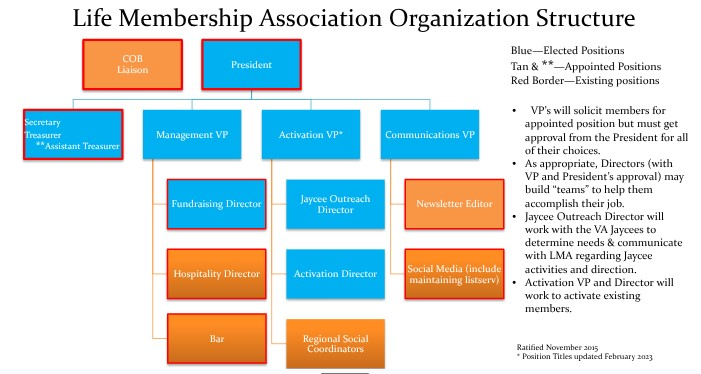 Life Membership Association Organization Structure
COB
Liaison
President
Secretary
Treasurer
**Assistant Treasurer
Management VP
Activation VP*
Communications VP
Fundraising Director
Jaycee Outreach
Director
Newsletter Editor
Hospitality Director
Activation Director
Social Media (include
maintaining listserv)
Bar
Regional Social
Coordinators
Blue—Elected Positions
Tan & **—Appointed Positions
Red Border—Existing positions
• VP's will solicit members for
appointed position but must get
approval from the President for all
of their choices.
• As appropriate, Directors (with
VP and President's approval) may
build "teams" to help them
accomplish their job.
• Jaycee Outreach Director will
work with the VA Jaycees to
determine needs & communicate
with LMA regarding Jaycee
activities and direction.
• Activation VP and Director will
work to activate existing
members.
Ratified November 2015
* Position Titles updated February 2023